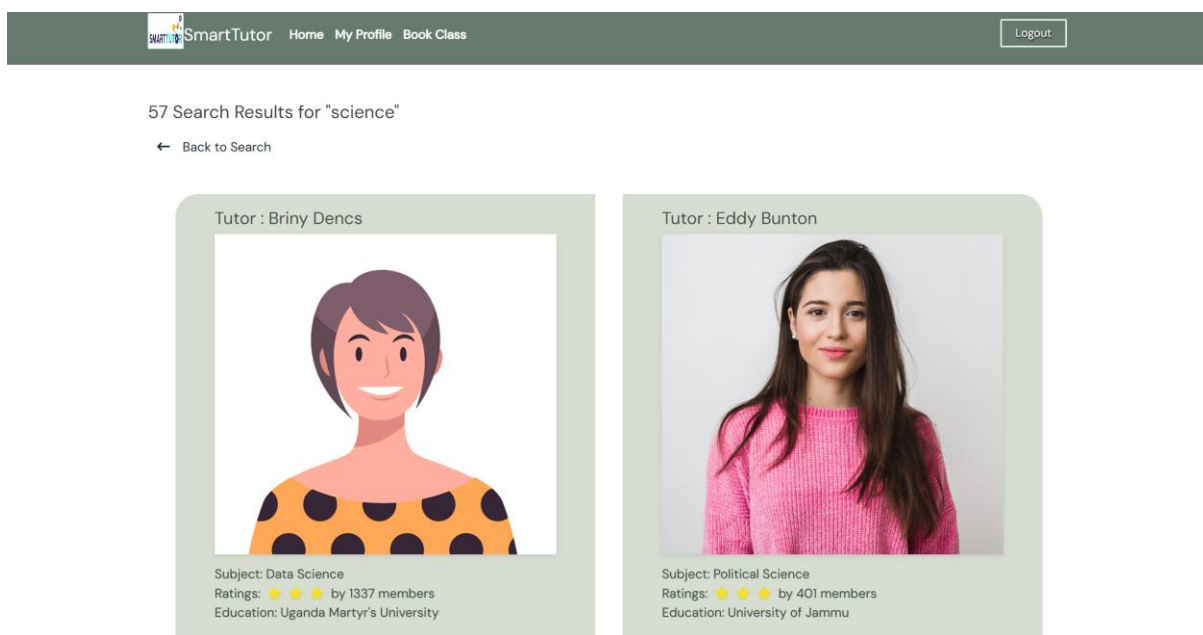 SMARTTUTOR
SmartTutor Home My Profile Book Class
Logout
57 Search Results for "science"
← Back to Search
Tutor : Briny Dencs
Subject: Data Science
Ratings: ⭐ ⭐ ⭐ by 1337 members
Education: Uganda Martyr's University
Tutor : Eddy Bunton
Subject: Political Science
Ratings: ⭐ ⭐ ⭐ by 401 members
Education: University of Jammu